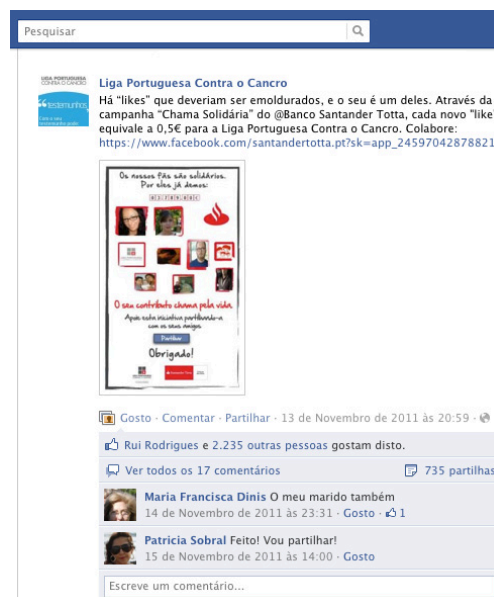 Pesquisar
LIGA PORTUGUESA
CONTRA O CANCRO
testemunhos
Liga Portuguesa Contra o Cancro
Há “likes” que deveriam ser emoldurados, e o seu é um deles. Através da
campanha “Chama Solidária” do @Banco Santander Totta, cada novo "like"
equivale a 0,5€ para a Liga Portuguesa Contra o Cancro. Colabore:
https://www.facebook.com/santandertotta.pt?sk=app_24597042878821
Os nossos fãs são solidários.
Por eles já demos:
O seu contributo chama pela vida.
Apoie esta iniciativa partilhando-a
com os seus amigos
Partilhar
Obrigado!
Gosto · Comentar · Partilhar · 13 de Novembro de 2011 às 20:59 ·
Rui Rodrigues e 2.235 outras pessoas gostam disto.
Ver todos os 17 comentários
735 partilhas
Maria Francisca Dinis O meu marido também
14 de Novembro de 2011 às 23:31 · Gosto · 1
Patricia Sobral Feito! Vou partilhar!
15 de Novembro de 2011 às 14:00 · Gosto
Escreve um comentário...